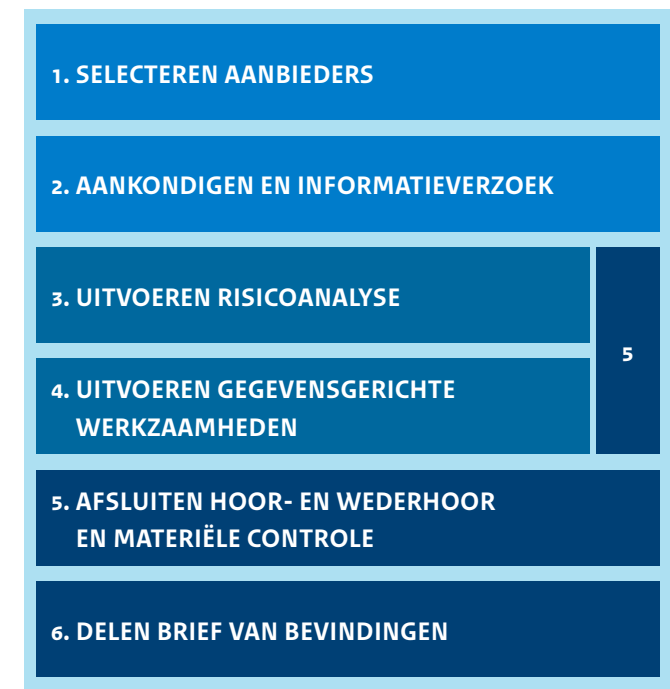 1. SELECTEREN AANBIEDERS
2. AANKONDIGEN EN INFORMATIEVERZOEK
3. UITVOEREN RISICOANALYSE
5
4. UITVOEREN GEGEVENSGERICHTE
WERKZAAMHEDEN
5. AFSLUITEN HOOR- EN WEDERHOOR
EN MATERIËLE CONTROLE
6. DELEN BRIEF VAN BEVINDINGEN